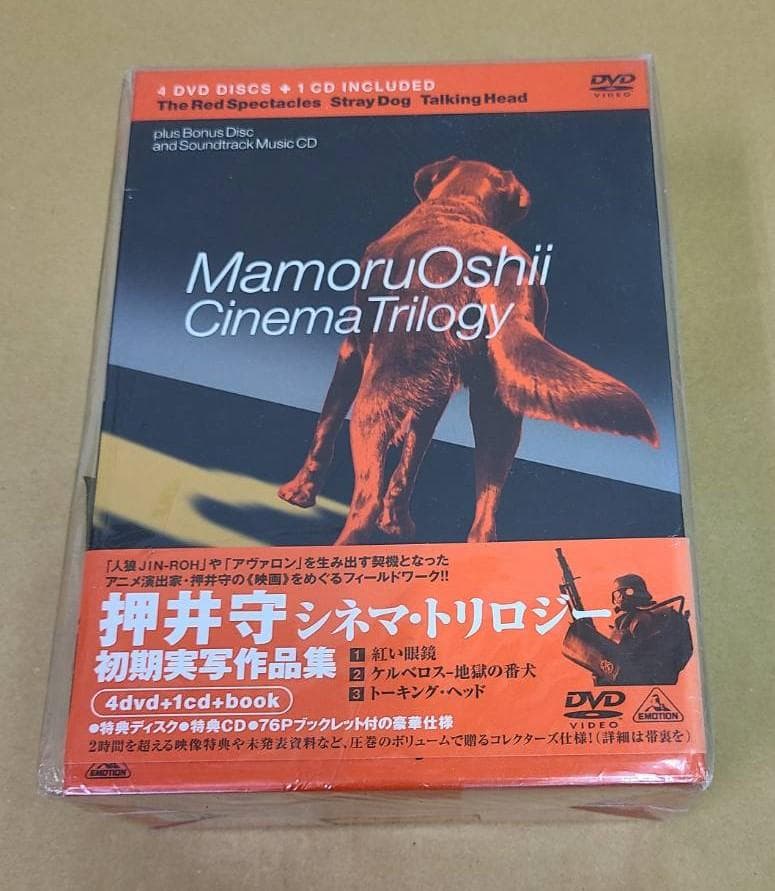 4 DVD DISCS + 1 CD INCLUDED
The Red Spectacles Stray Dog Talking Head
DVD
VIDEO
plus Bonus Disc
and Soundtrack Music CD
MamoruOshii
CinemaTrilogy
「人狼JIN-ROH」や「アヴァロン」を生み出す契機となった
アニメ演出家・押井守の《映画》をめぐるフィールドワーク!!
押井守シネマ・トリロジー
初期実写作品集
1 紅い眼鏡
2 ケルベロス-地獄の番犬
3 トーキング・ヘッド
4dvd+1cd+book
DVD
VIDEO
EMOTION
●特典ディスク●特典CD●76Pブックレット付の豪華仕様
2時間を超える映像特典や未発表資料など、圧巻のボリュームで贈るコレクターズ仕様!(詳細は帯裏を)
EMOTION